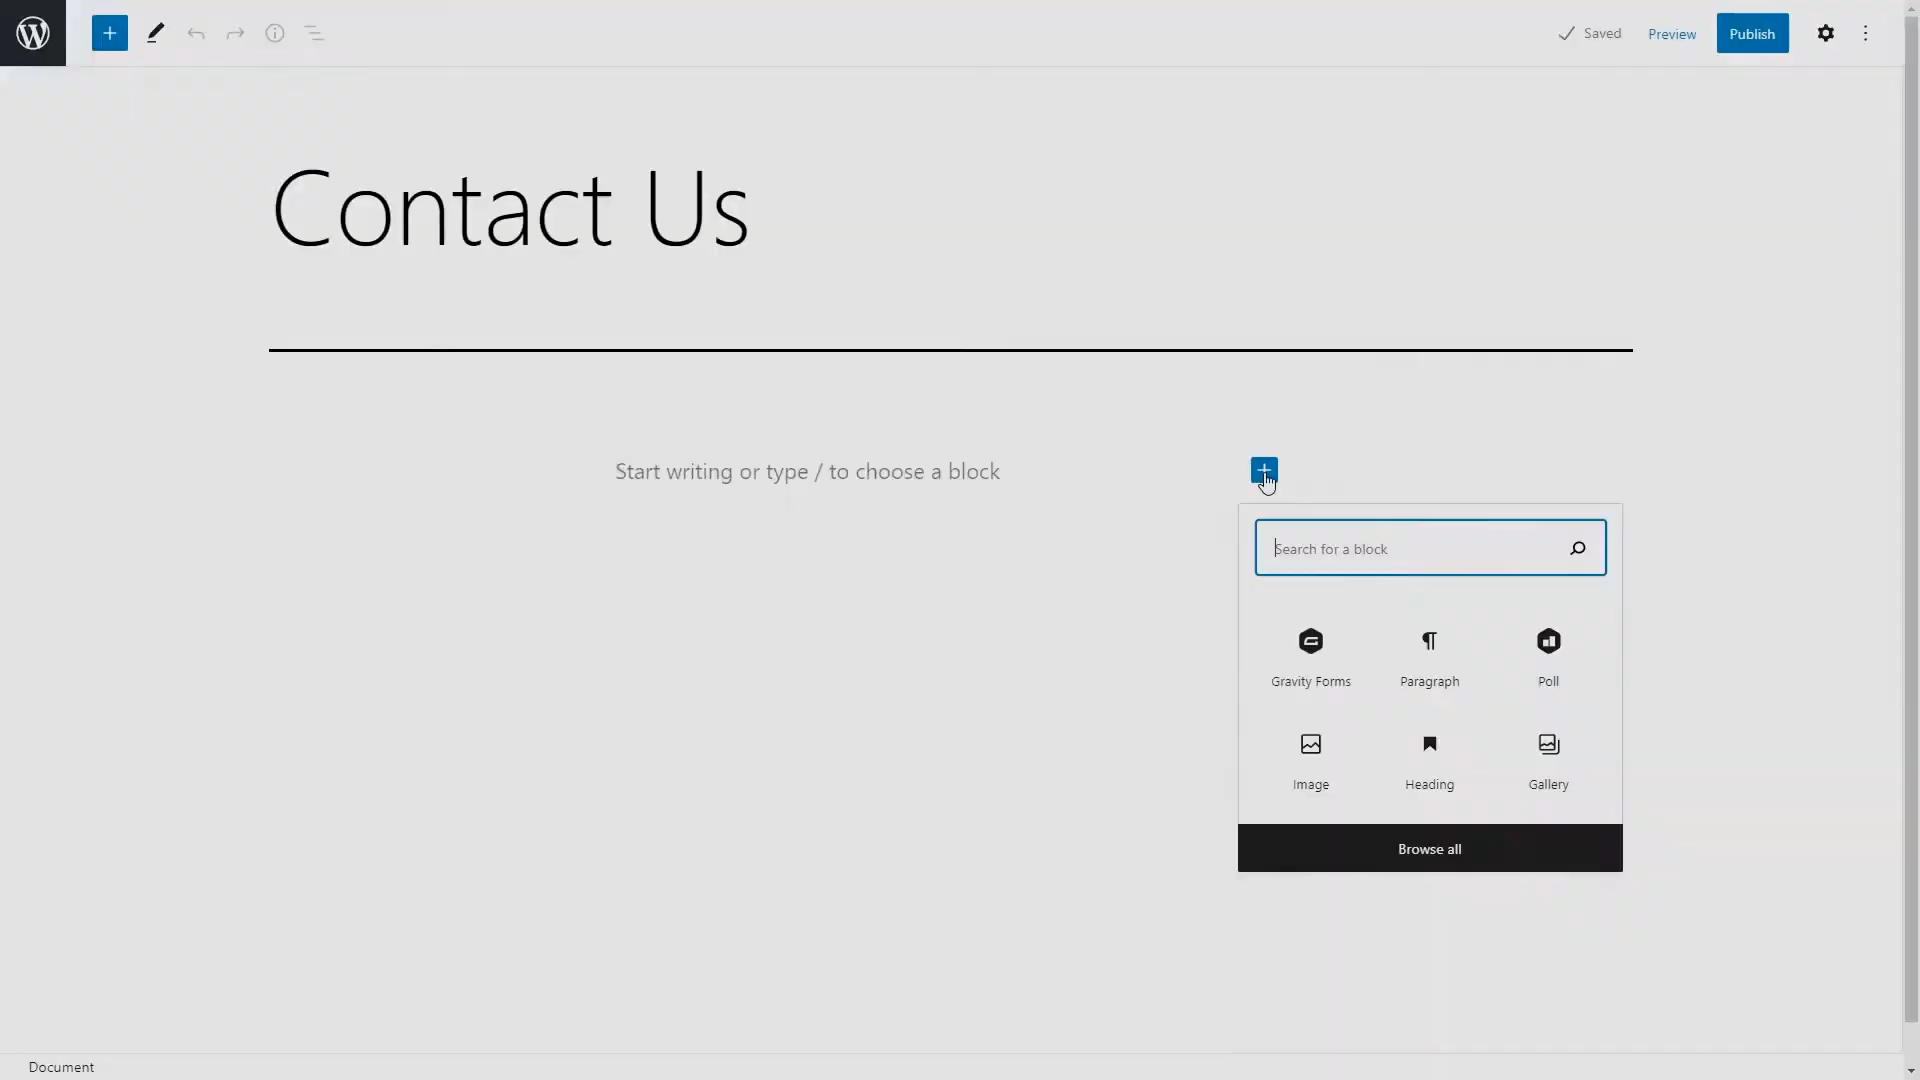 Saved
Preview
Publish
Contact Us
Start writing or type / to choose a block
Search for a block
Gravity Forms
Paragraph
Poll
Image
Heading
Gallery
Browse all
Document